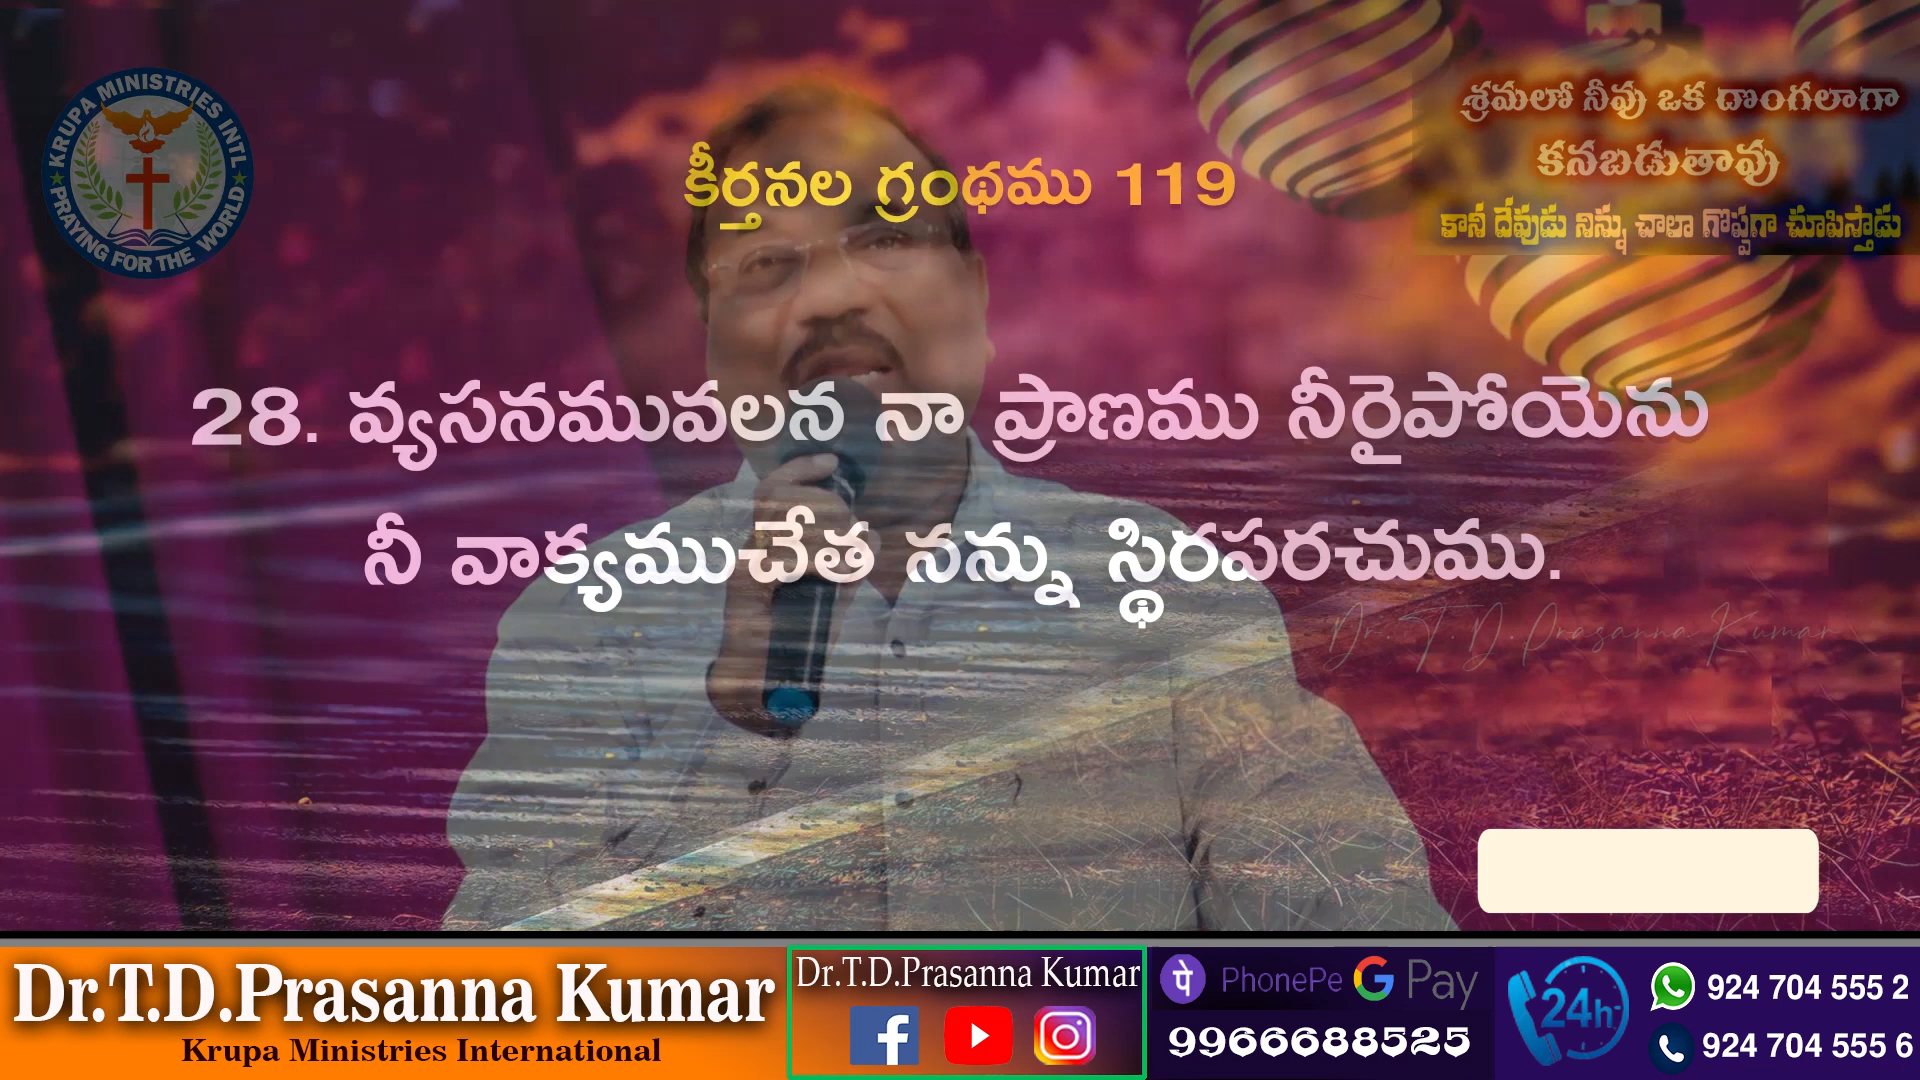 KRUPA MINISTRIES INTL
PRAYING FOR THE WORLD
శ్రమలో నీవు ఒక దొంగలాగా
కనబడుతావు
కానీ దేవుడు నిన్ను చాలా గొప్పగా చూపిస్తాడు
కీర్తనల గ్రంథము 119
28. వ్యసనమువలన నా ప్రాణము నీరైపోయెను
నీ వాక్యముచేత నన్ను స్థిరపరచుము.
Dr. T. D. Prasanna Kumar
Dr.T.D.Prasanna Kumar
Krupa Ministries International
Dr.T.D.Prasanna Kumar
पे PhonePe G Pay
9966688525
24h
924 704 555 2
924 704 555 6